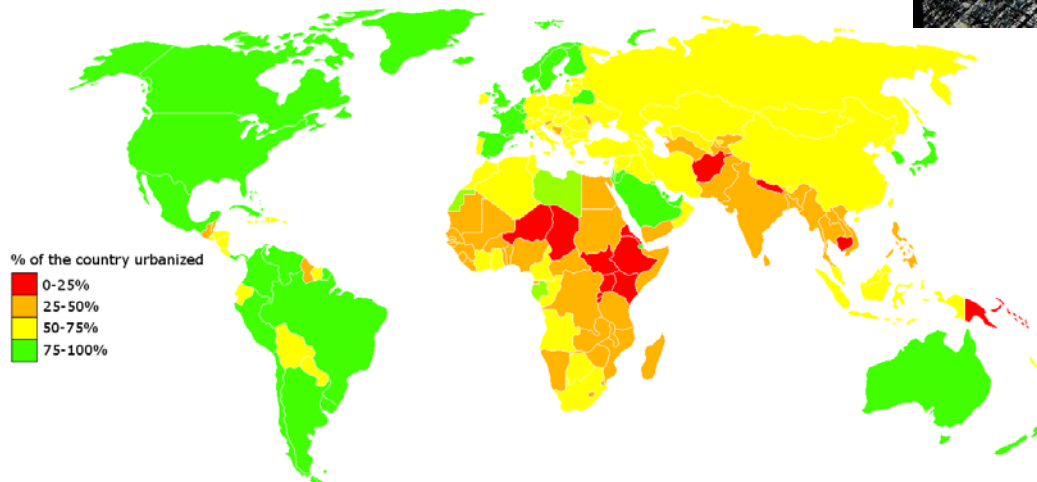 % of the country urbanized
0-25%
25-50%
50-75%
75-100%